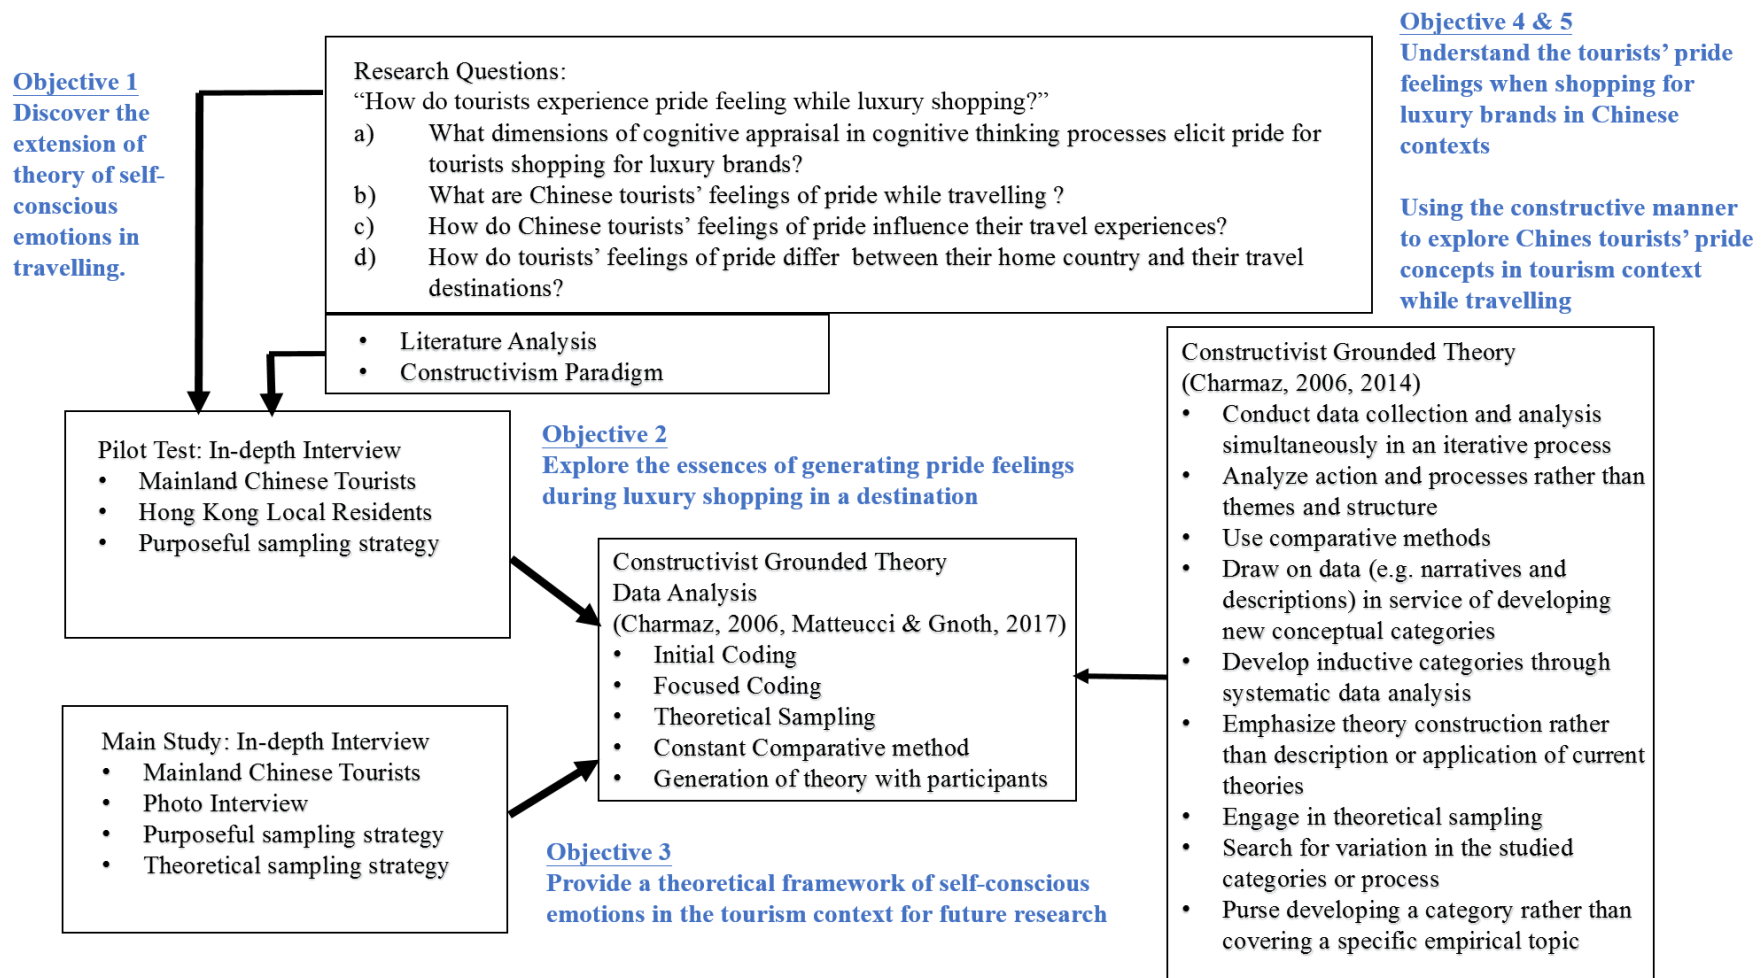 Objective 1
Discover the
extension of
theory of self-
conscious
emotions in
travelling.
Research Questions:
“How do tourists experience pride feeling while luxury shopping?”
a) What dimensions of cognitive appraisal in cognitive thinking processes elicit pride for
tourists shopping for luxury brands?
b) What are Chinese tourists’ feelings of pride while travelling ?
c) How do Chinese tourists’ feelings of pride influence their travel experiences?
d) How do tourists’ feelings of pride differ between their home country and their travel
destinations?
• Literature Analysis
• Constructivism Paradigm
Objective 4 & 5
Understand the tourists’ pride
feelings when shopping for
luxury brands in Chinese
contexts
Using the constructive manner
to explore Chines tourists’ pride
concepts in tourism context
while travelling
Pilot Test: In-depth Interview
• Mainland Chinese Tourists
• Hong Kong Local Residents
• Purposeful sampling strategy
Objective 2
Explore the essences of generating pride feelings
during luxury shopping in a destination
Main Study: In-depth Interview
• Mainland Chinese Tourists
• Photo Interview
• Purposeful sampling strategy
• Theoretical sampling strategy
Constructivist Grounded Theory
Data Analysis
(Charmaz, 2006, Matteucci & Gnoth, 2017)
• Initial Coding
• Focused Coding
• Theoretical Sampling
• Constant Comparative method
• Generation of theory with participants
Objective 3
Provide a theoretical framework of self-conscious
emotions in the tourism context for future research
Constructivist Grounded Theory
(Charmaz, 2006, 2014)
• Conduct data collection and analysis
simultaneously in an iterative process
• Analyze action and processes rather than
themes and structure
• Use comparative methods
• Draw on data (e.g. narratives and
descriptions) in service of developing
new conceptual categories
• Develop inductive categories through
systematic data analysis
• Emphasize theory construction rather
than description or application of current
theories
• Engage in theoretical sampling
• Search for variation in the studied
categories or process
• Purse developing a category rather than
covering a specific empirical topic